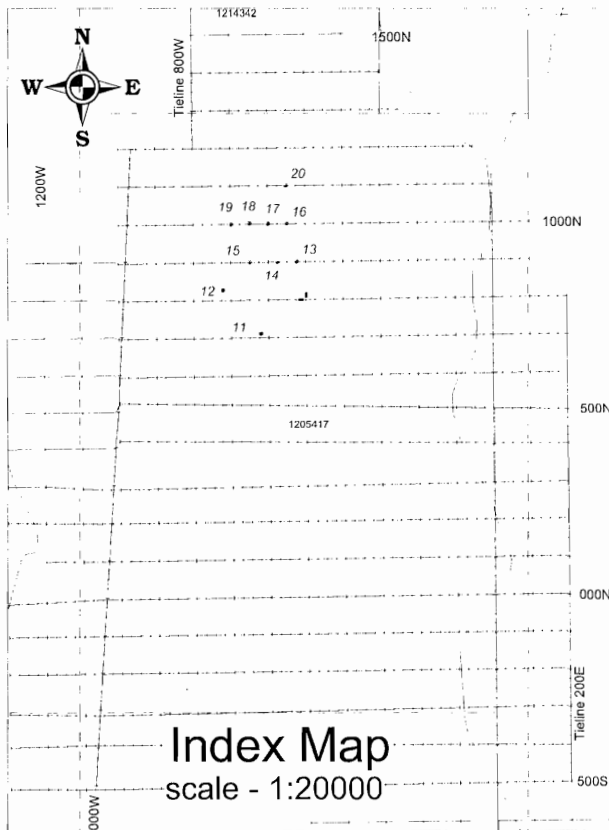 1214342
1500N
Tieline 800W
N
W E
S
1200W
20
19 18 17 16
1000N
15 13
14
12
11
500N
1205417
000N
Tieline 200E
Index Map
scale - 1:20000
500S
000W